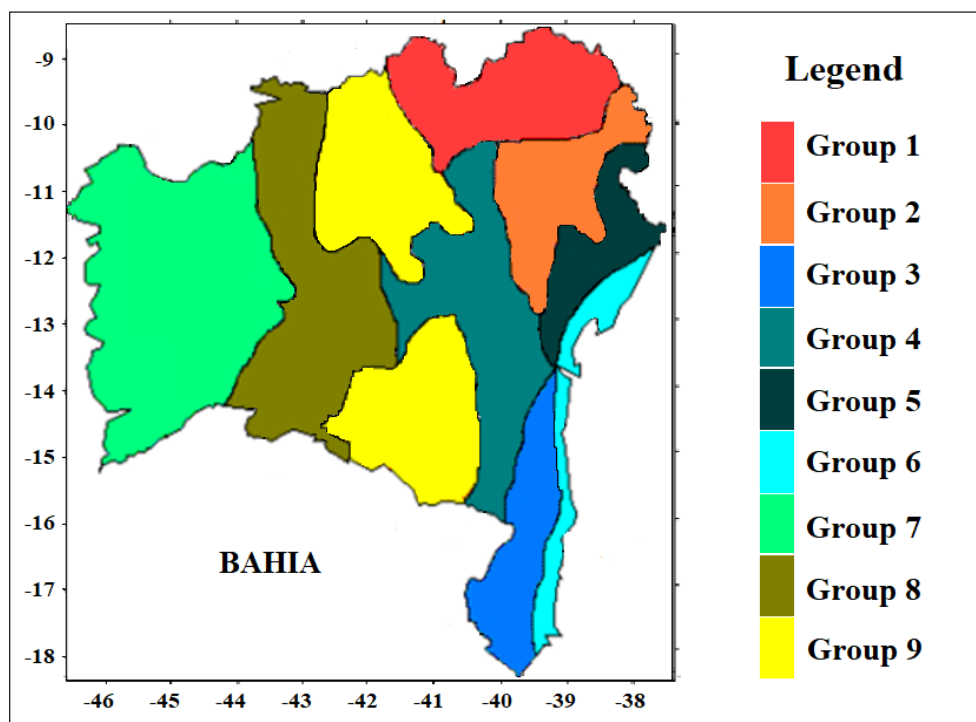 Legend
-9
-10
-11
-12
-13
-14
-15
-16
-17
-18
Group 1
Group 2
Group 3
Group 4
Group 5
Group 6
Group 7
Group 8
Group 9
BAHIA
-46 -45 -44 -43 -42 -41 -40 -39 -38